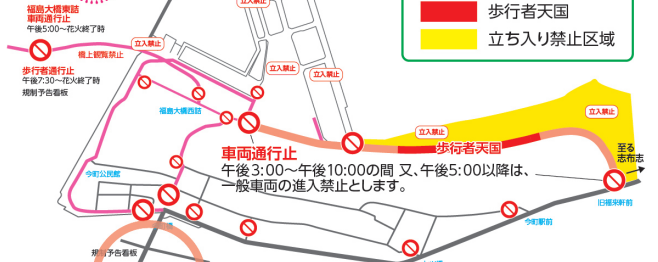 福島大橋東詰
車両通行止
午後5:00～花火終了時
立入禁止
立入禁止
橋上観覧禁止
歩行者通行止
午後7:30～花火終了時
規制予告看板
立入禁止
立入禁止
歩行者天国
立ち入り禁止区域
福島大橋西詰
立入禁止
立入禁止
歩行者天国
至る
志布志
車両通行止
午後3:00～午後10:00の間 又、午後5:00以降は、
一般車両の進入禁止とします。
今町公民館
旧福来軒前
今町駅前
規制予告看板